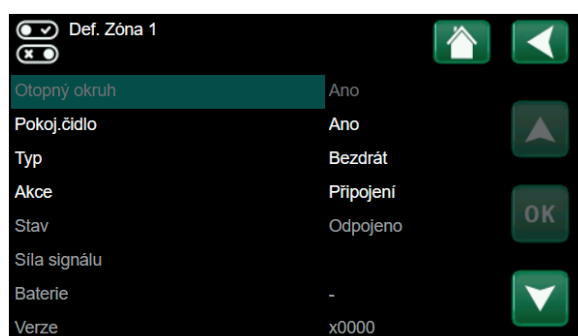 Def. Zóna 1
Otopný okruh Ano
Pokoj.čidlo Ano
Typ Bezdrát
Akce Připojení
Stav Odpojeno
Síla signálu
Baterie -
Verze x0000
OK